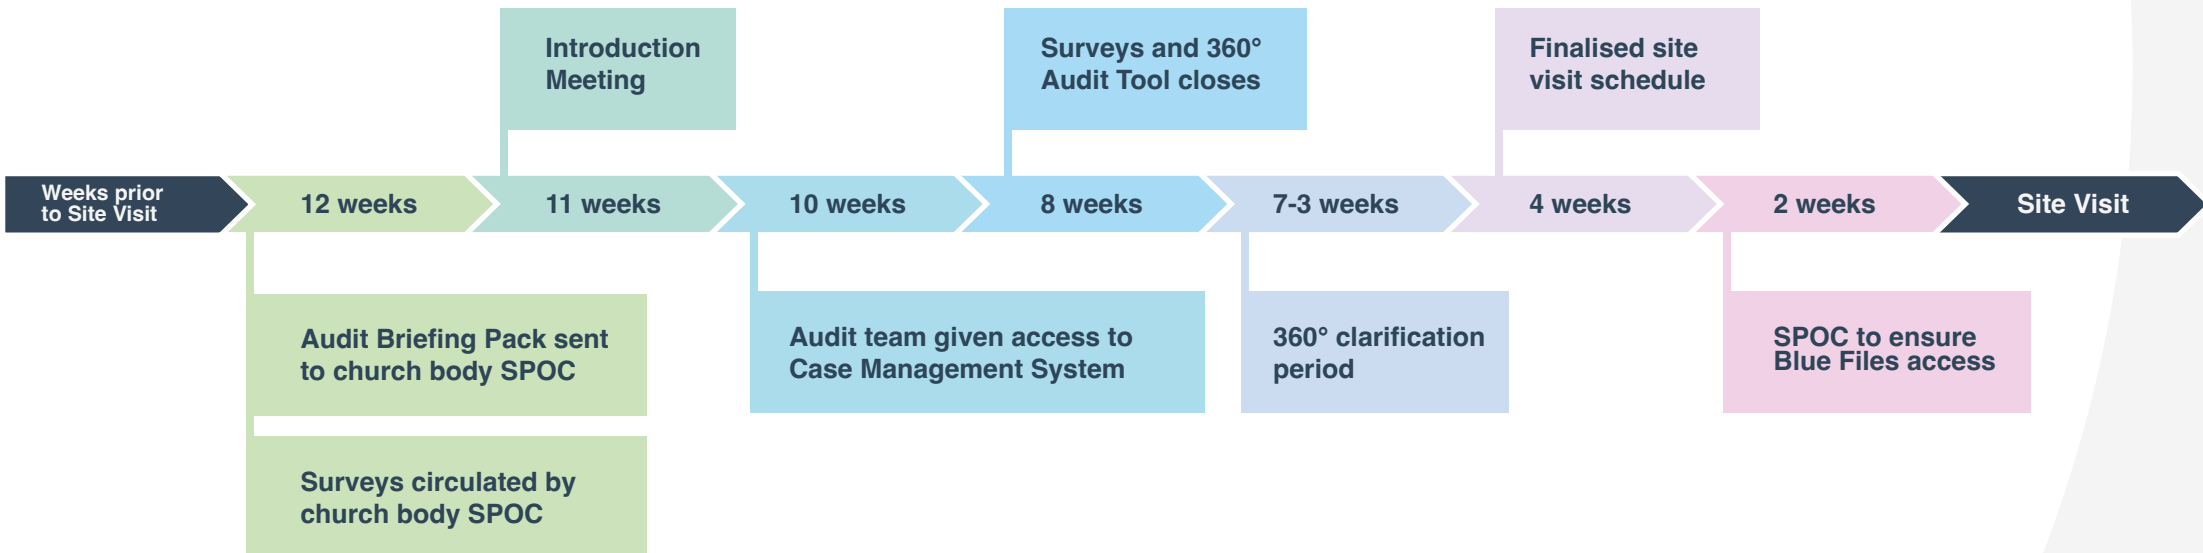 Introduction
Meeting
Surveys and 360°
Audit Tool closes
Finalised site
visit schedule
Weeks prior
to Site Visit
12 weeks
11 weeks
10 weeks
8 weeks
7-3 weeks
4 weeks
2 weeks
Site Visit
Audit Briefing Pack sent
to church body SPOC
Audit team given access to
Case Management System
360° clarification
period
SPOC to ensure
Blue Files access
Surveys circulated by
church body SPOC